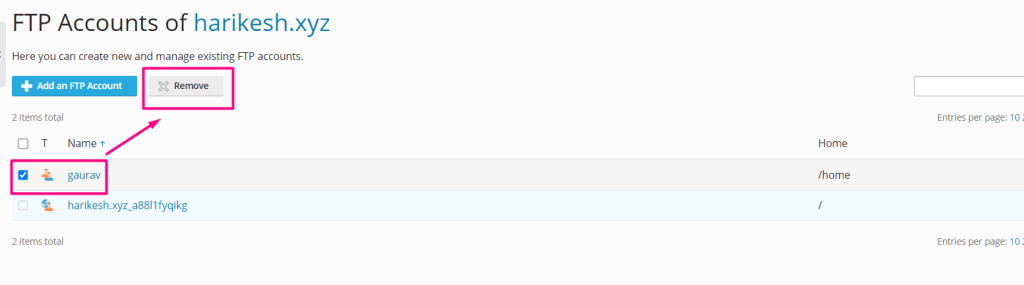 FTP Accounts of harikesh.xyz
Here you can create new and manage existing FTP accounts.
Add an FTP Account Remove
2 items total Entries per page: 10 2
T Name ↑ Home
gaurav /home
harikesh.xyz_a88l1fyqikg /
2 items total Entries per page: 10 2